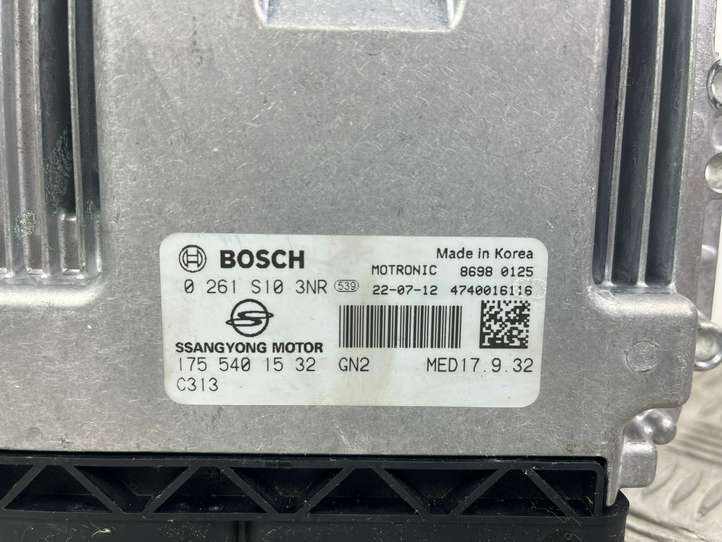 BOSCH
Made in Korea
MOTRONIC 8698 0125
0 261 S10 3NR 539 22-07-12 4740016116
SSANGYONG MOTOR
175 540 15 32 GN2 MED17.9.32
C313